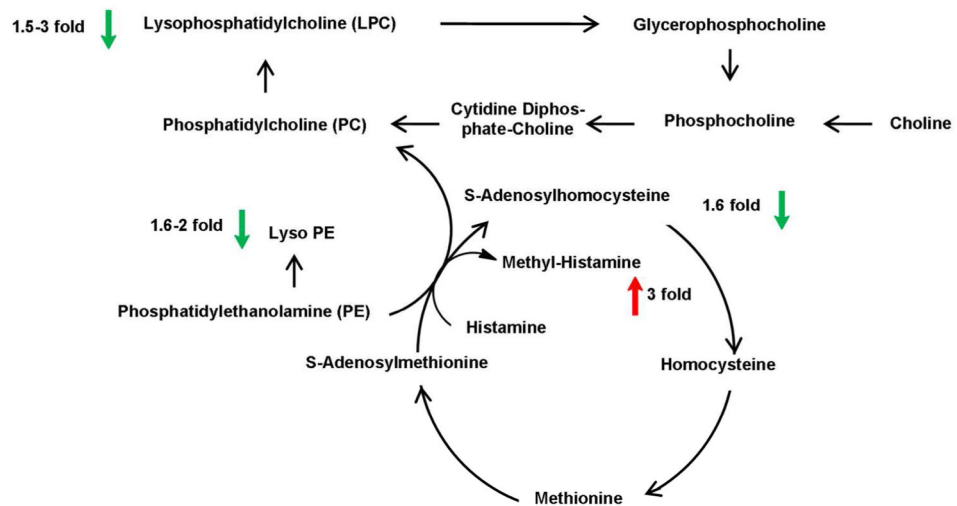 1.5-3 fold
Lysophosphatidylcholine (LPC)
Glycerophosphocholine
Phosphatidylcholine (PC)
Cytidine Diphos-
phate-Choline
Phosphocholine
Choline
S-Adenosylhomocysteine
1.6 fold
1.6-2 fold
Lyso PE
Methyl-Histamine
3 fold
Phosphatidylethanolamine (PE)
Histamine
S-Adenosylmethionine
Homocysteine
Methionine